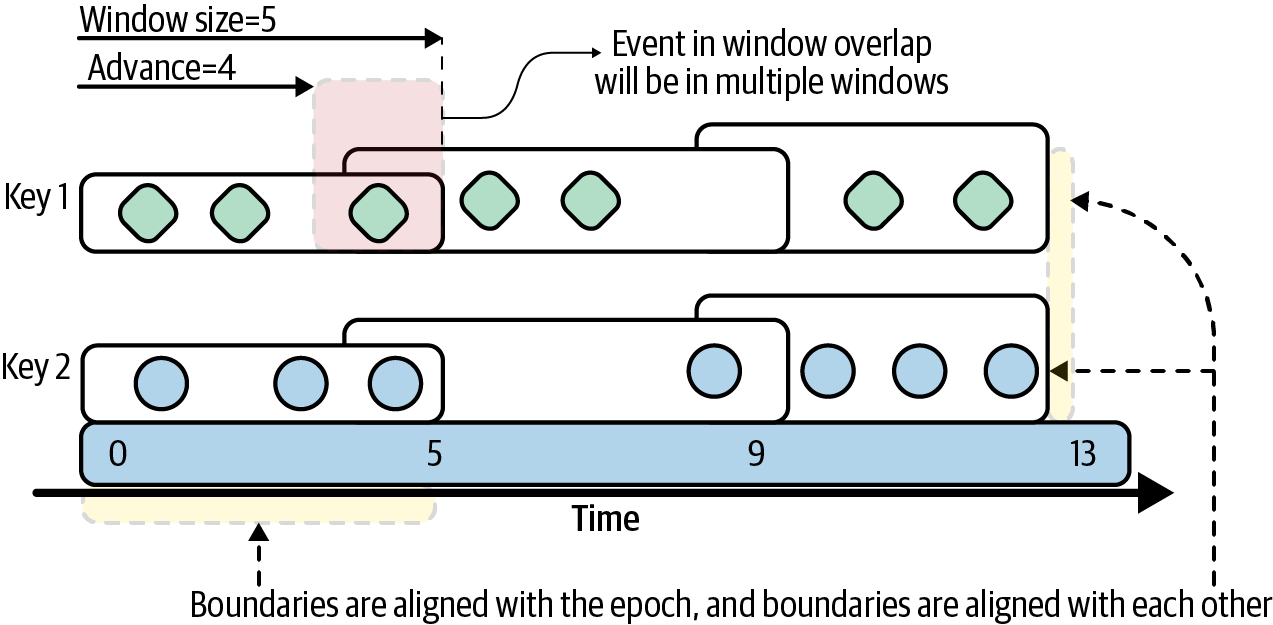 Window size=5
Advance=4
Event in window overlap
will be in multiple windows
Key 1
Key 2
0 5 9 13
Time
Boundaries are aligned with the epoch, and boundaries are aligned with each other